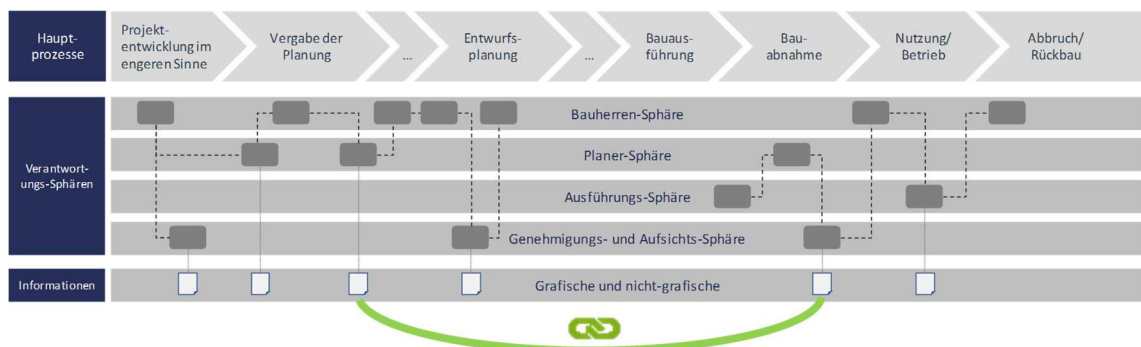 Haupt-
prozesse
Projekt-
entwicklung im
engeren Sinne
Vergabe der
Planung
...
Entwurfs-
planung
...
Bauaus-
führung
Bau-
abnahme
Nutzung/
Betrieb
Abbruch/
Rückbau
Verantwort-
ungs-Sphären
Bauherren-Sphäre
Planer-Sphäre
Ausführungs-Sphäre
Genehmigungs- und Aufsichts-Sphäre
Informationen
Grafische und nicht-grafische